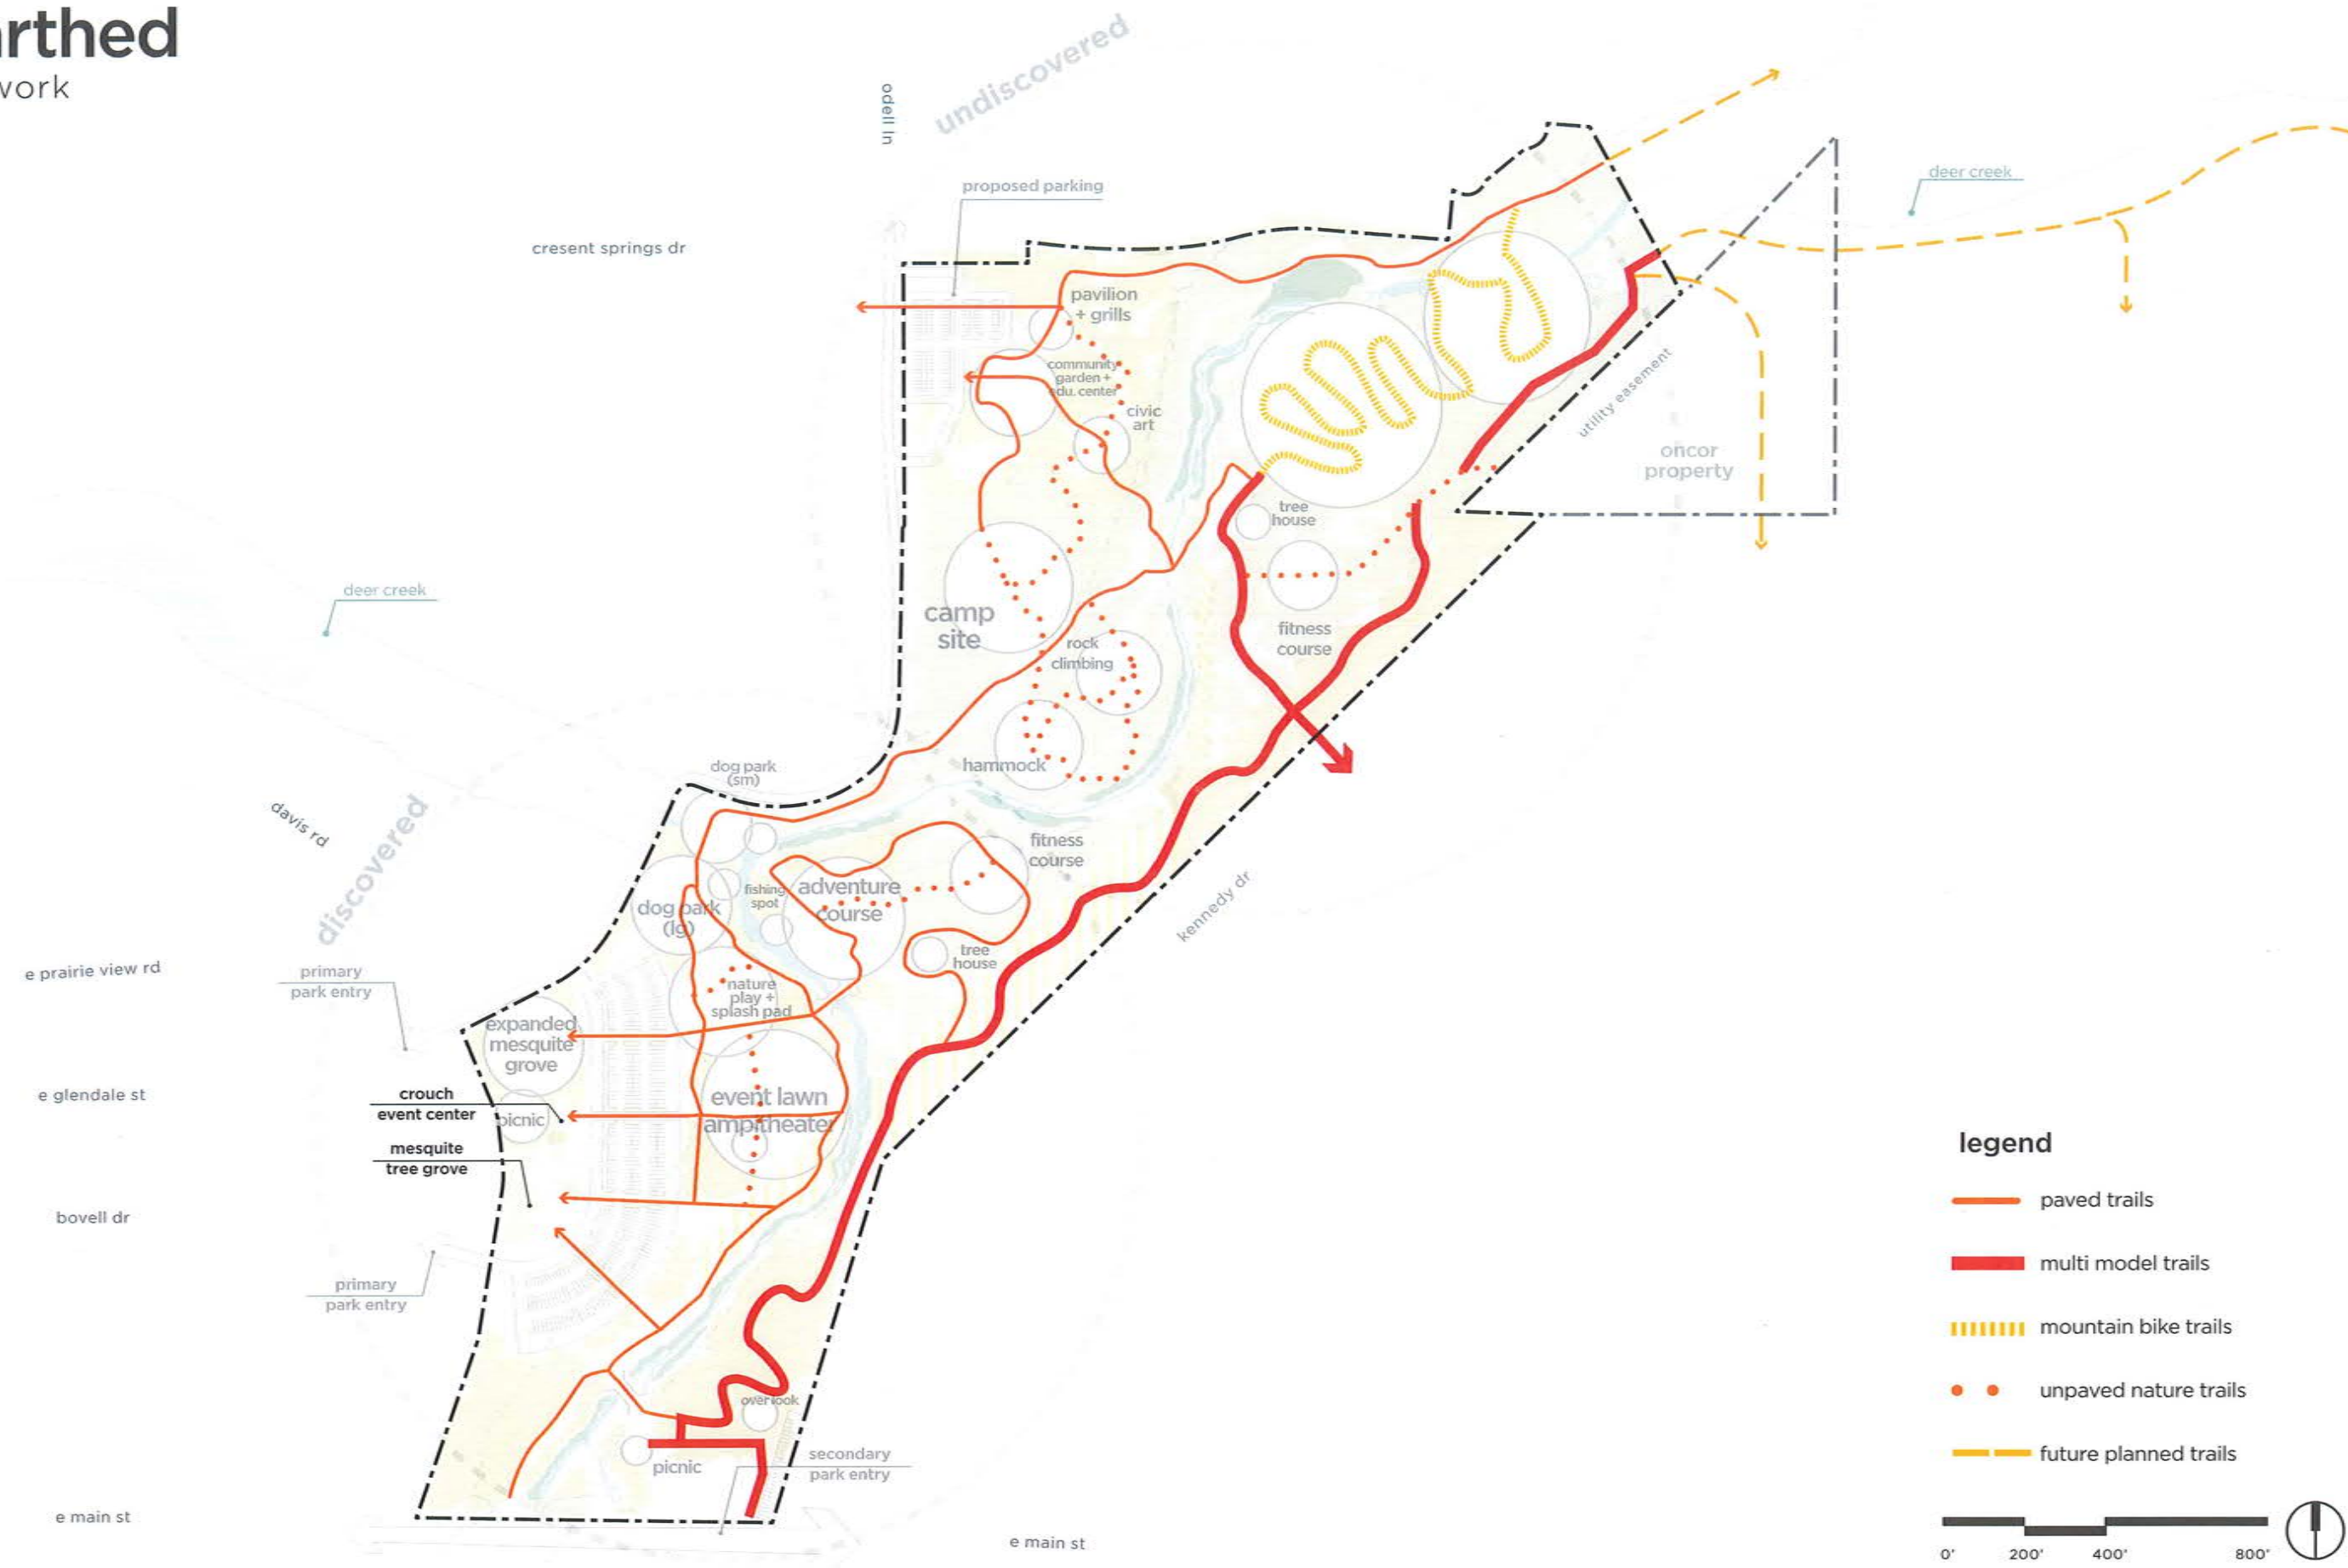 rthed
work
undiscovered
odell ln
proposed parking
cresent springs dr
deer creek
pavilion
+ grills
community
garden +
edu. center
civic
art
utility easement
oncor
property
tree
house
deer creek
camp
site
fitness
course
rock
climbing
hammock
dog park
(sm)
davis rd
discovered
fitness
course
fishing
spot
adventure
course
dog park
(lg)
kennedy dr
tree
house
e prairie view rd
primary
park entry
nature
play +
splash pad
expanded
mesquite
grove
e glendale st
crouch
event center
picnic
event lawn
ampitheater
mesquite
tree grove
bovell dr
primary
park entry
overlook
picnic
secondary
park entry
e main st
e main st
legend
paved trails
multi model trails
mountain bike trails
unpaved nature trails
future planned trails
0' 200' 400' 800'